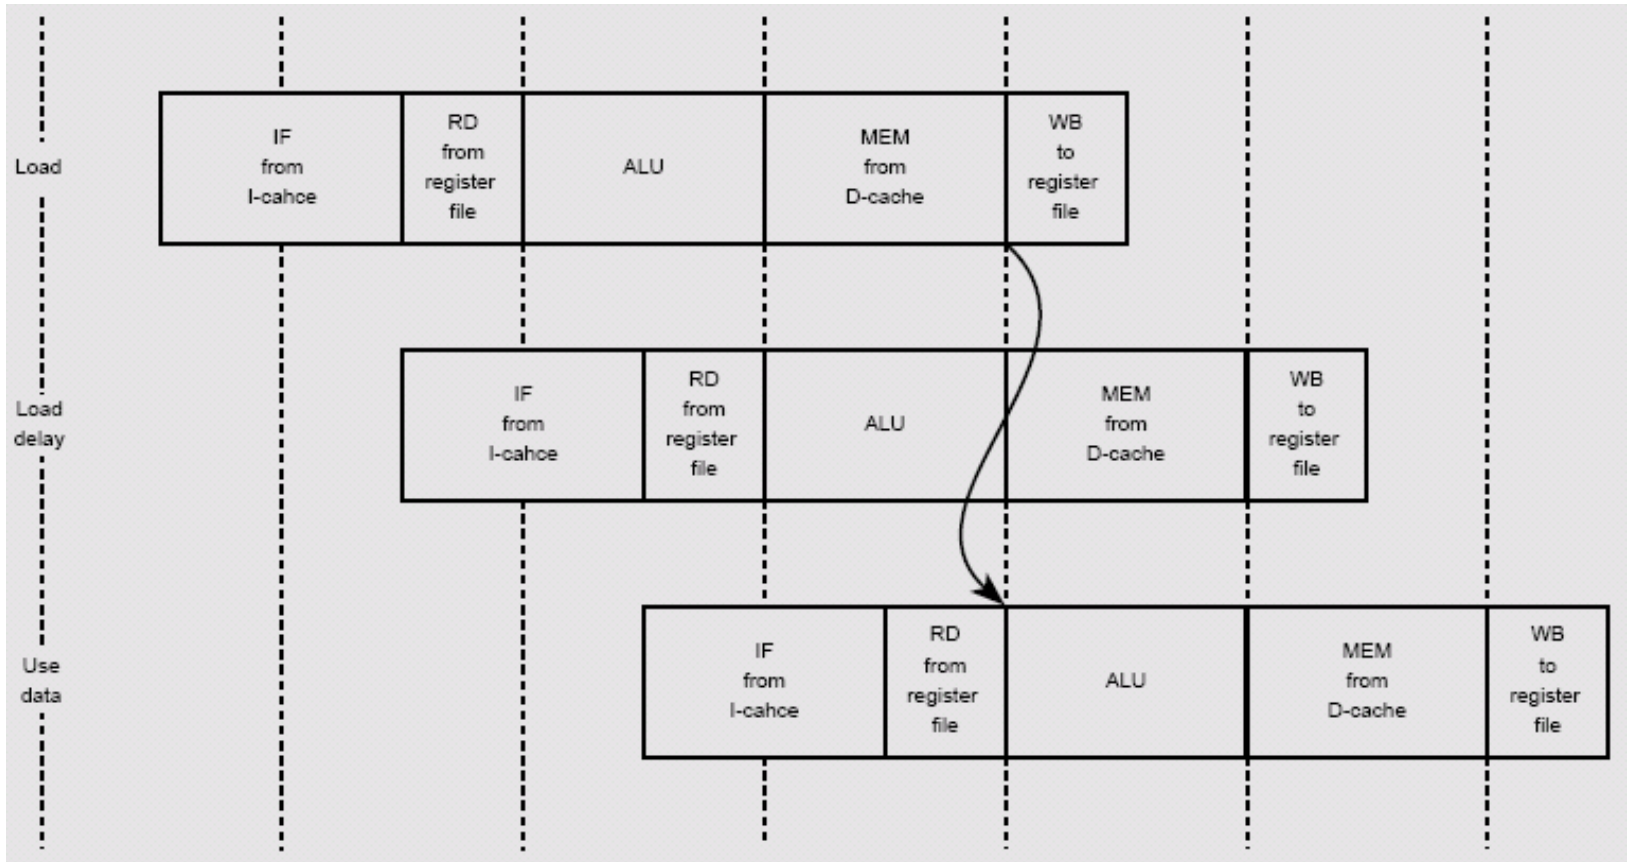 Load
IF
from
I-cahce
RD
from
register
file
ALU
MEM
from
D-cache
WB
to
register
file
Load
delay
IF
from
I-cahce
RD
from
register
file
ALU
MEM
from
D-cache
WB
to
register
file
Use
data
IF
from
I-cahce
RD
from
register
file
ALU
MEM
from
D-cache
WB
to
register
file